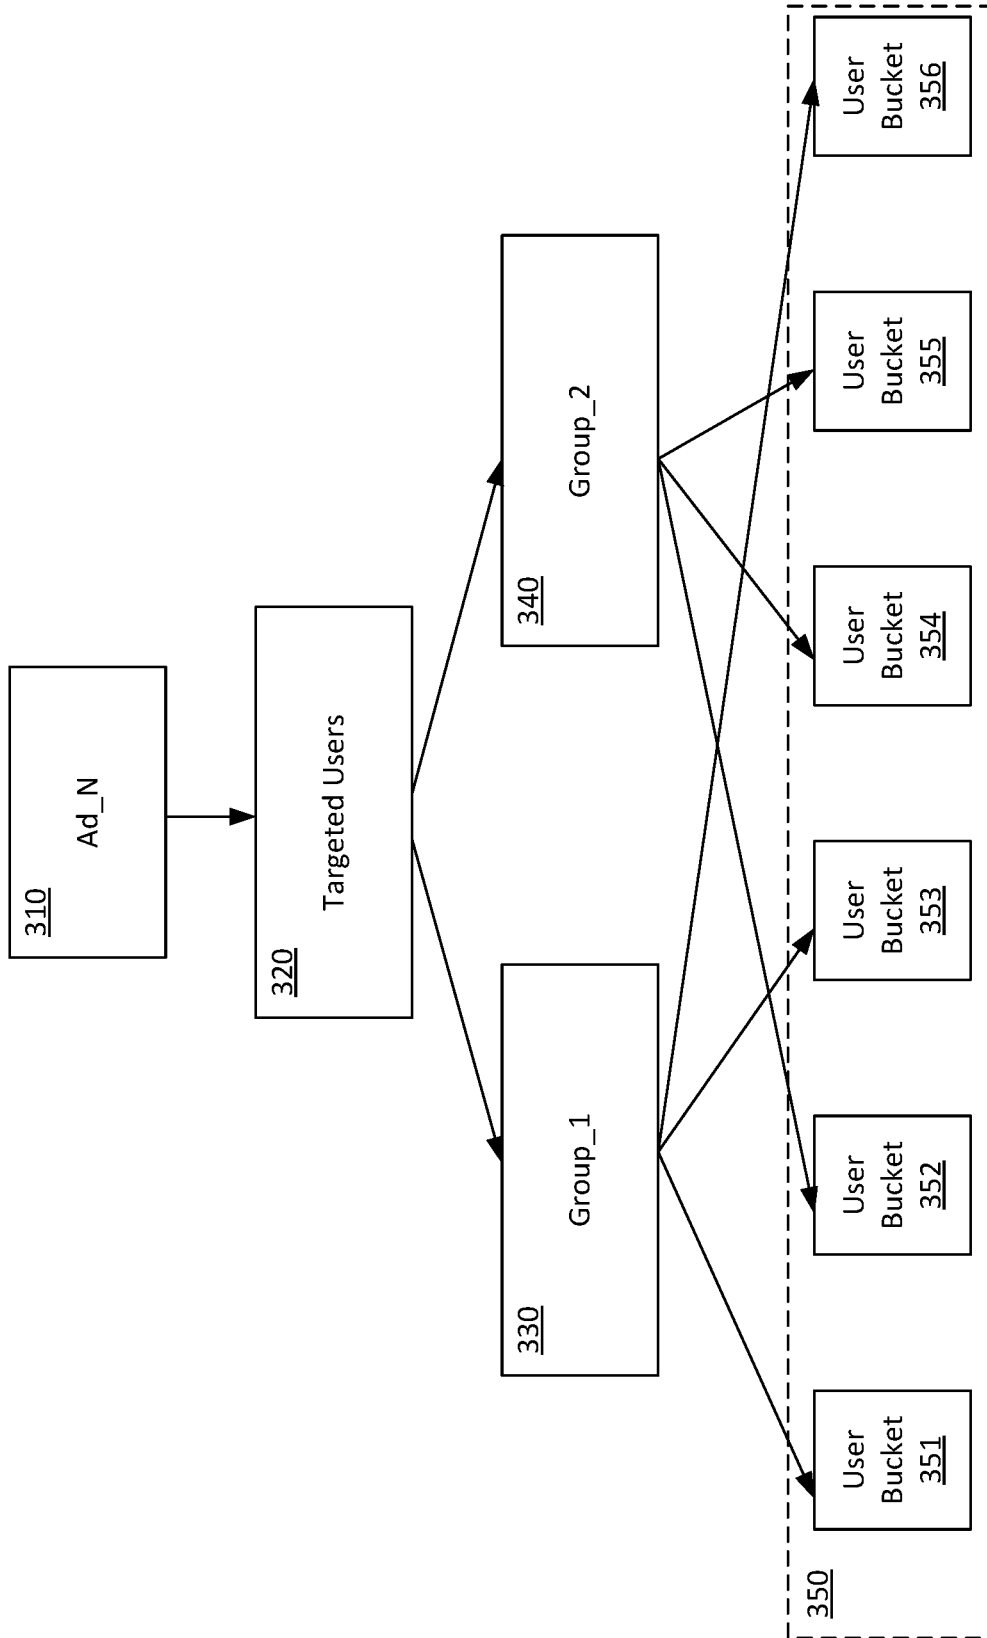 310
Ad_N
320
Targeted Users
330
Group_1
340
Group_2
350
User
Bucket
351
User
Bucket
352
User
Bucket
353
User
Bucket
354
User
Bucket
355
User
Bucket
356